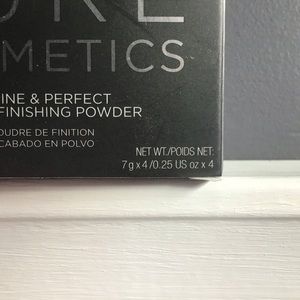 URE
METICS
INE & PERFECT
FINISHING POWDER
OUDRE DE FINITION
CABADO EN POLVO
NET WT./POIDS NET:
7 g x 4 / 0.25 US oz x 4